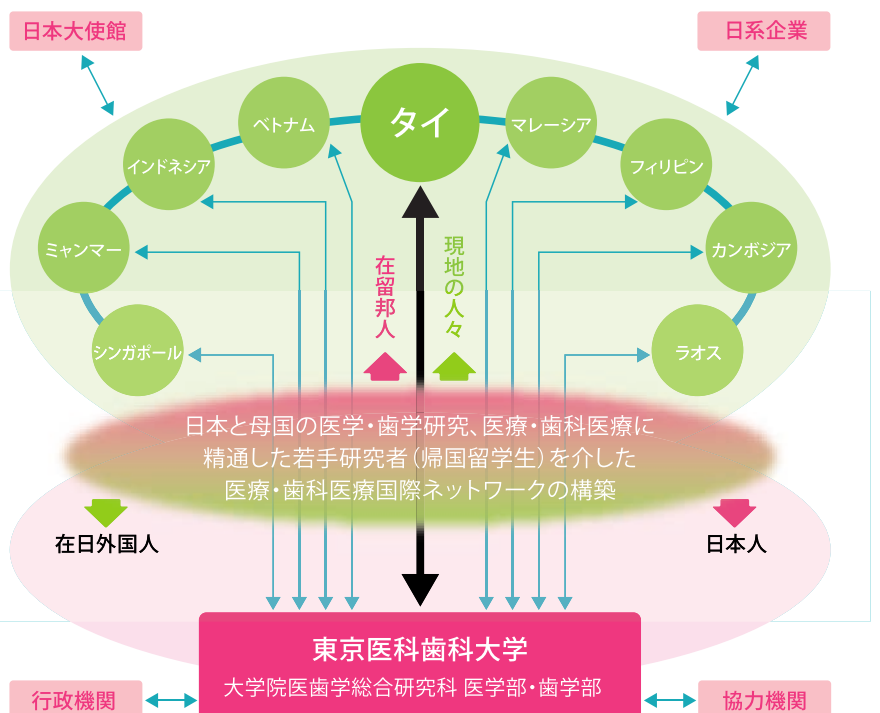 日本大使館
日系企業
タイ
ベトナム
マレーシア
インドネシア
フィリピン
ミャンマー
カンボジア
シンガポール
ラオス
在留邦人
現地の人々
日本と母国の医学・歯学研究、医療・歯科医療に
精通した若手研究者（帰国留学生）を介した
医療・歯科医療国際ネットワークの構築
在日外国人
日本人
東京医科歯科大学
大学院医歯学総合研究科 医学部・歯学部
行政機関
協力機関